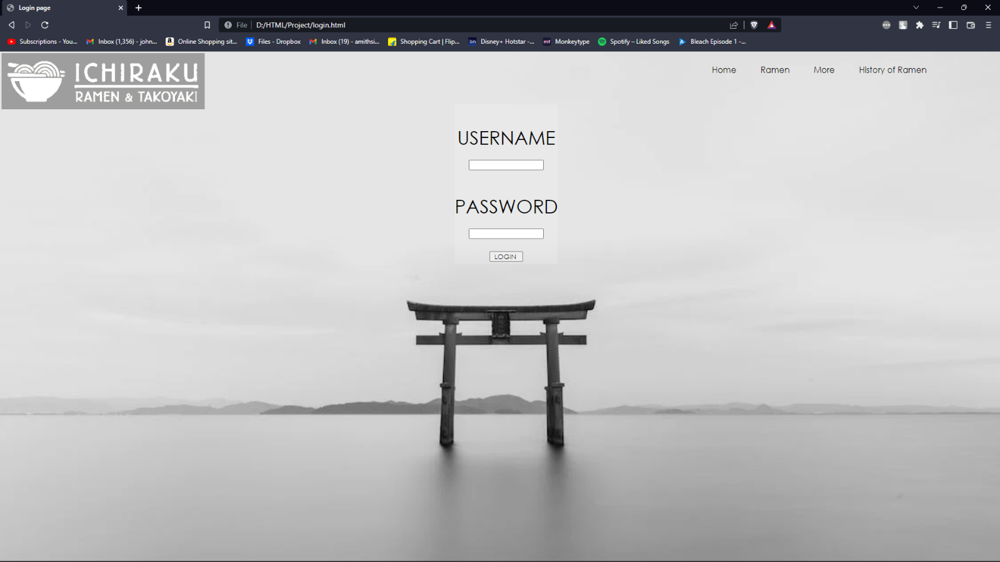 Login page
File
D:/HTML/Project/login.html
Subscriptions - You...
Inbox (1,356) - john...
Online Shopping sit...
Files - Dropbox
Inbox (19) - amithsi...
Shopping Cart | Flip...
Disney+ Hotstar -...
mt
Monkeytype
Spotify – Liked Songs
Bleach Episode 1 -...
ICHIRAKU
RAMEN & TAKOYAKI
Home
Ramen
More
History of Ramen
USERNAME
PASSWORD
LOGIN